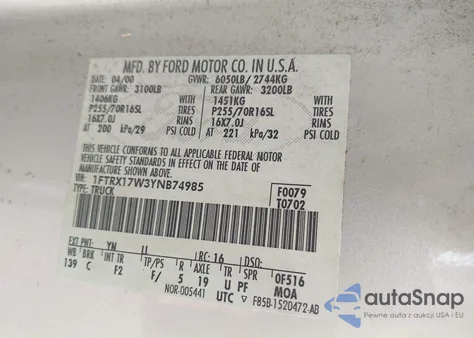 MFD. BY FORD MOTOR CO. IN U.S.A.
DATE: 04/00 GVWR: 6050LB/ 2744KG
FRONT GAWR: 3100LB REAR GAWR: 3200LB
1406KG 1451KG
P255/70R16SL TIRES P255/70R16SL TIRES
16X7.0J RIMS 16X7.0J RIMS
AT 200 kPa/29 PSI COLD AT 221 kPa/32 PSI COLD
THIS VEHICLE CONFORMS TO ALL APPLICABLE FEDERAL MOTOR
VEHICLE SAFETY STANDARDS IN EFFECT ON THE DATE OF
MANUFACTURE SHOWN ABOVE.
VIN: 1FTRX17W3YNB74985 F0079
TYPE: TRUCK T0702
EXT PNT: YN RC: 16 DSO:
WB BRK INT TR TP/PS R AXLE TR SPR 0F516
139 C F2 F/ 5 19 U PF MOA
NOR-005441 UTC F85B-1520472-AB
autoSnap
Pewne auta z aukcji w USA i EU